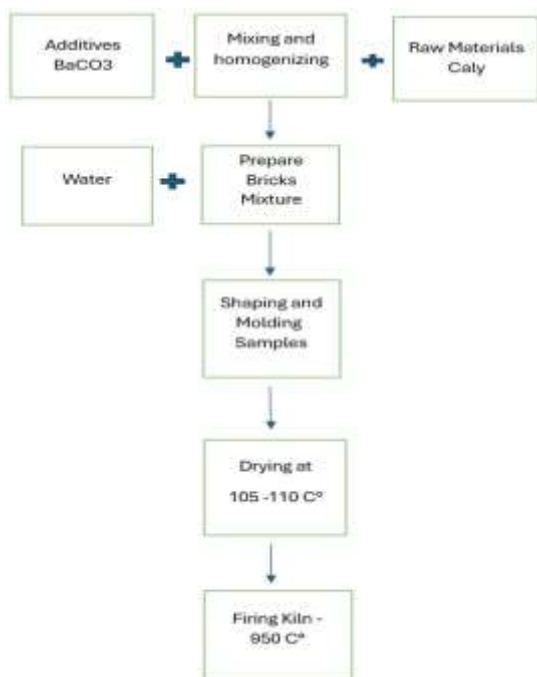 Additives
BaCO3
Mixing and
homogenizing
Raw Materials
Caly
Water
Prepare
Bricks
Mixture
Shaping and
Molding
Samples
Drying at
105 -110 C°
Firing Kiln -
950 C°